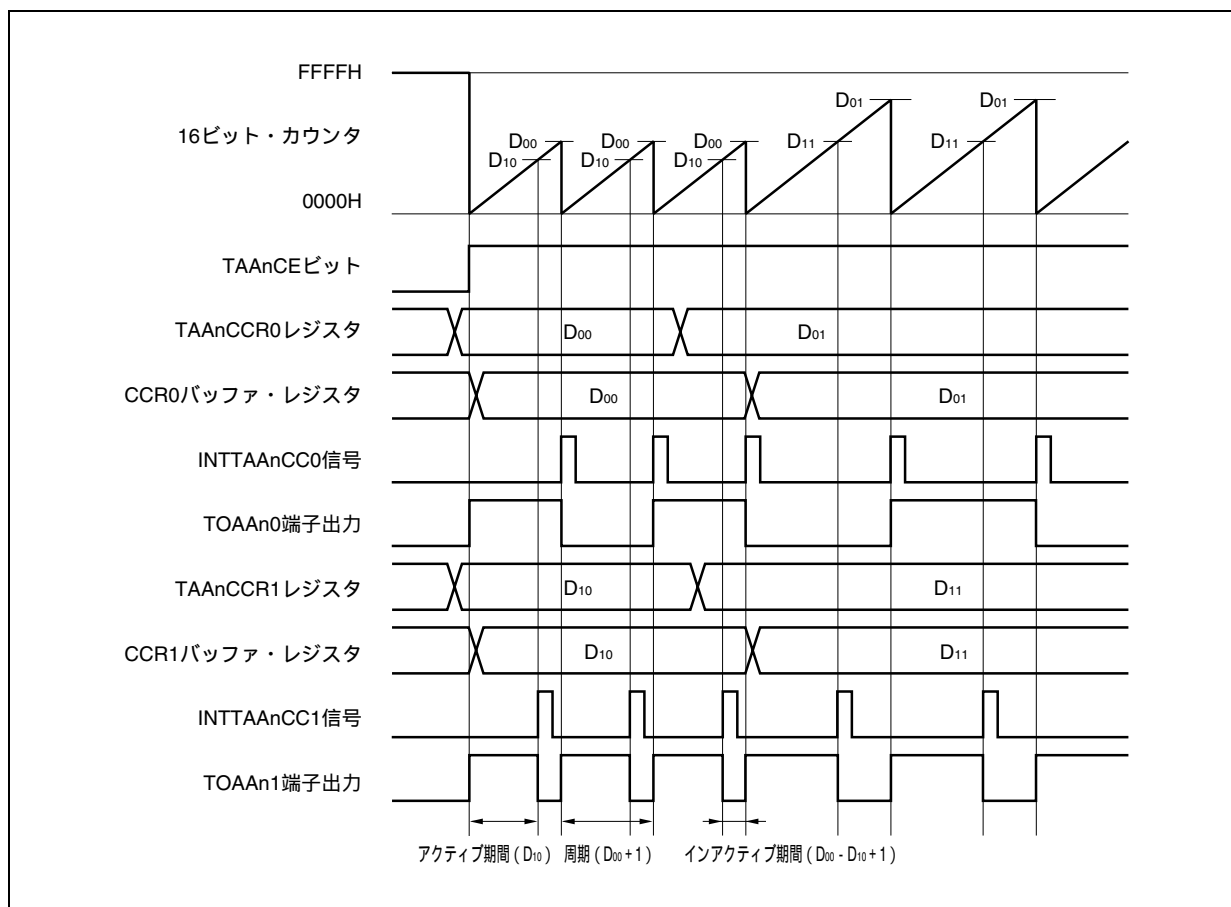 FFFFH
D01 D01
16ビット・カウンタ D00 D00 D00 D11 D11
D10 D10 D10
0000H
TAAnCEビット
TAAnCCR0レジスタ D00 D01
CCR0バッファ・レジスタ D00 D01
INTTAAnCC0信号
TOAAn0端子出力
TAAnCCR1レジスタ D10 D11
CCR1バッファ・レジスタ D10 D11
INTTAAnCC1信号
TOAAn1端子出力
アクティブ期間 ( D10 ) 周期 ( D00 + 1 ) インアクティブ期間 ( D00 - D10 + 1 )